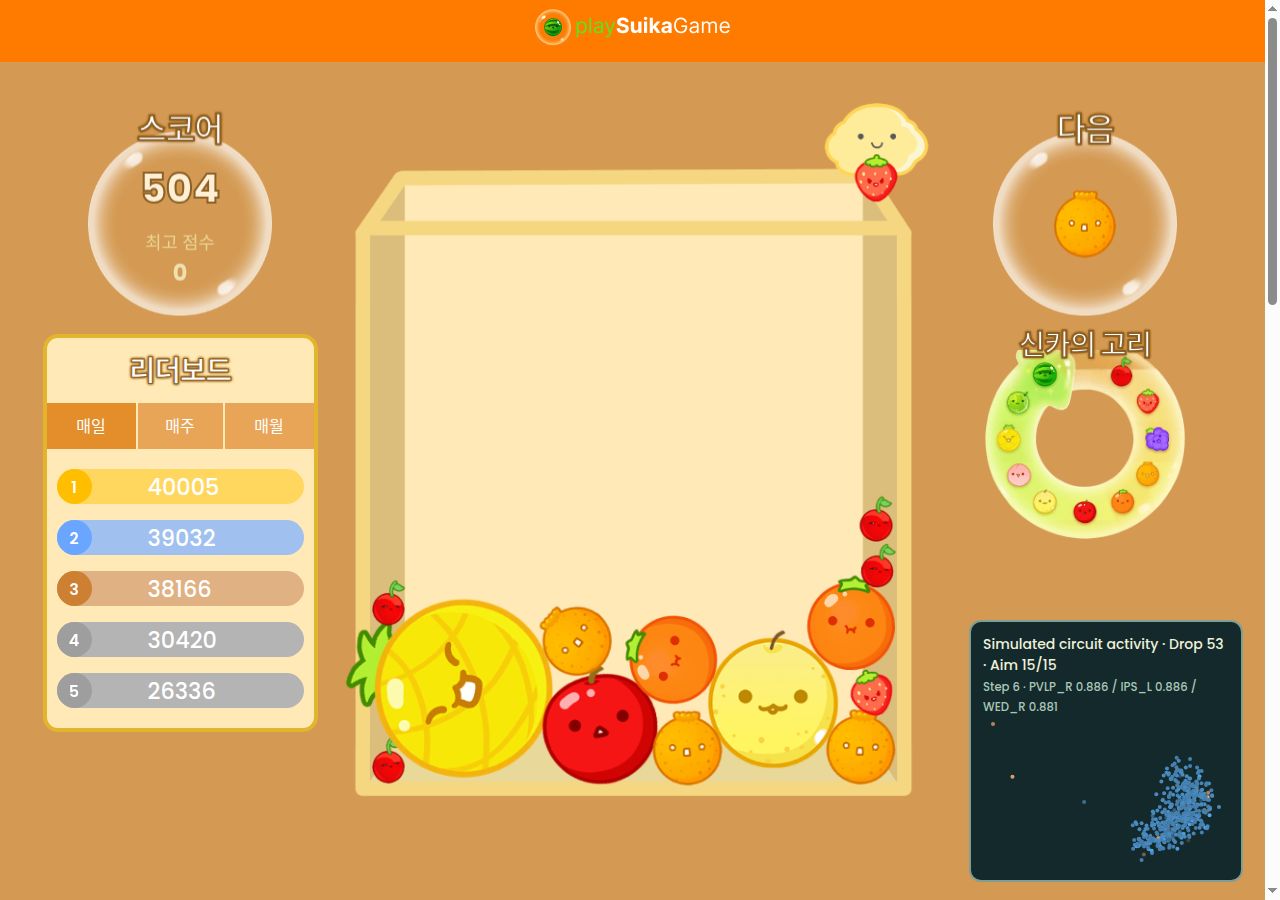 playSuikaGame
스코어
504
최고 점수
0
다음
신카의 고리
리더보드
매일 매주 매월
1 40005
2 39032
3 38166
4 30420
5 26336
Simulated circuit activity · Drop 53
· Aim 15/15
Step 6 · PVLP_R 0.886 / IPS_L 0.886 /
WED_R 0.881